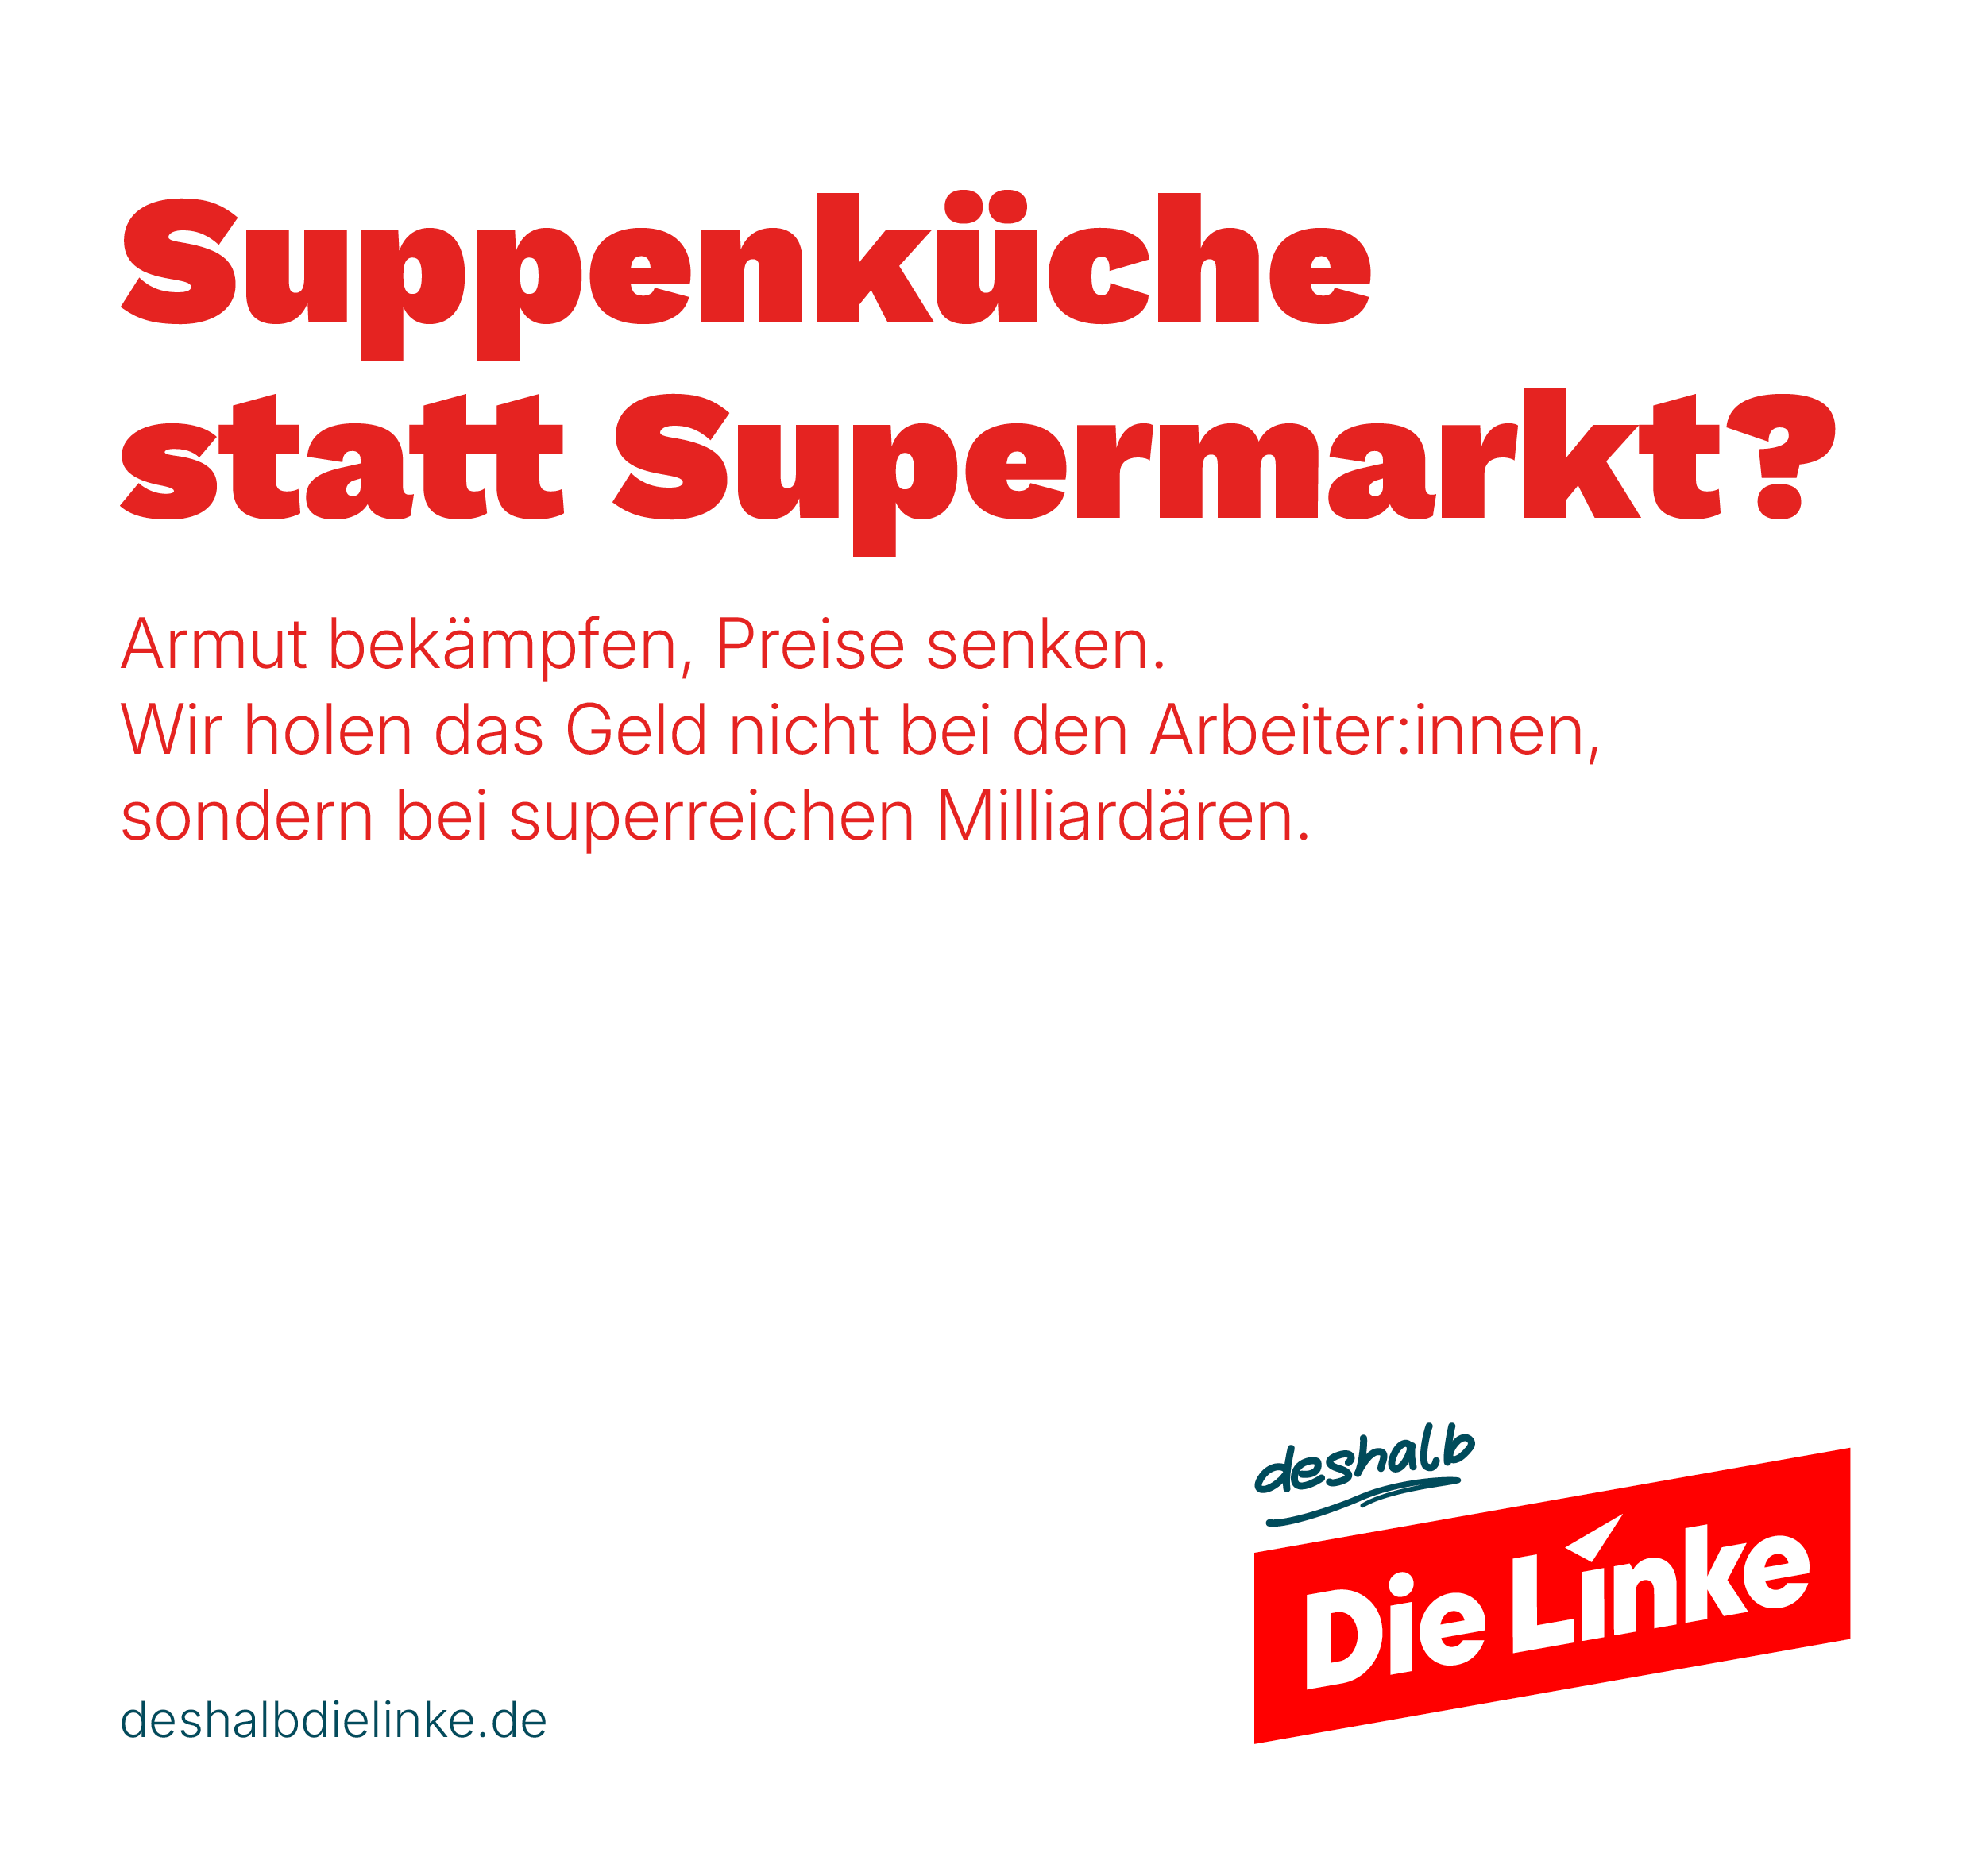 Suppenküche
statt Supermarkt?
Armut bekämpfen, Preise senken.
Wir holen das Geld nicht bei den Arbeiter:innen,
sondern bei superreichen Milliardären.
deshalb
Die Linke
deshalbdielinke.de